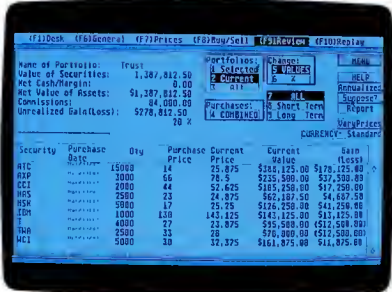 (F1)Desk (F6)General (F7)Prices (F8)Buy/Sell (F9)Review (F10)Replay
Name of Portfolio: Trust
Value of Securities: 1,387,812.50
Net Cash/Margin: 0.00
Net Value of Assets: $1,387,812.50
Commissions: $4,000.00
Unrealized Gain(Loss): $278,812.50
20 %
Portfolios:
1 Selected
2 Current
3 All
Change:
5 VALUES
6 %
Purchases:
4 COMBINED
7 ALL
8 Short Term
9 Long Term
MENU
HELP
Annualized
Suppose?
Report
VaryPrices
CURRENCY- Standard
Security Purchase Date Qty Purchase Price Current Price Current Value Gain (Loss)
ATC 15000 14 25.875 $388,125.00 $178,125.00
AXP 3000 66 78.5 $235,500.00 $37,500.00
CCI 2000 44 52.625 $105,250.00 $17,250.00
HAS 2500 23 24.875 $62,187.50 $4,687.50
HSK 5000 17 25.25 $126,250.00 $41,250.00
IBM 1000 130 143.125 $143,125.00 $13,125.00
T 4000 27 23.875 $95,500.00 ($12,500.00)
TWA 2500 33 28 $70,000.00 ($12,500.00)
WCI 5000 30 32.375 $161,875.00 $11,875.00